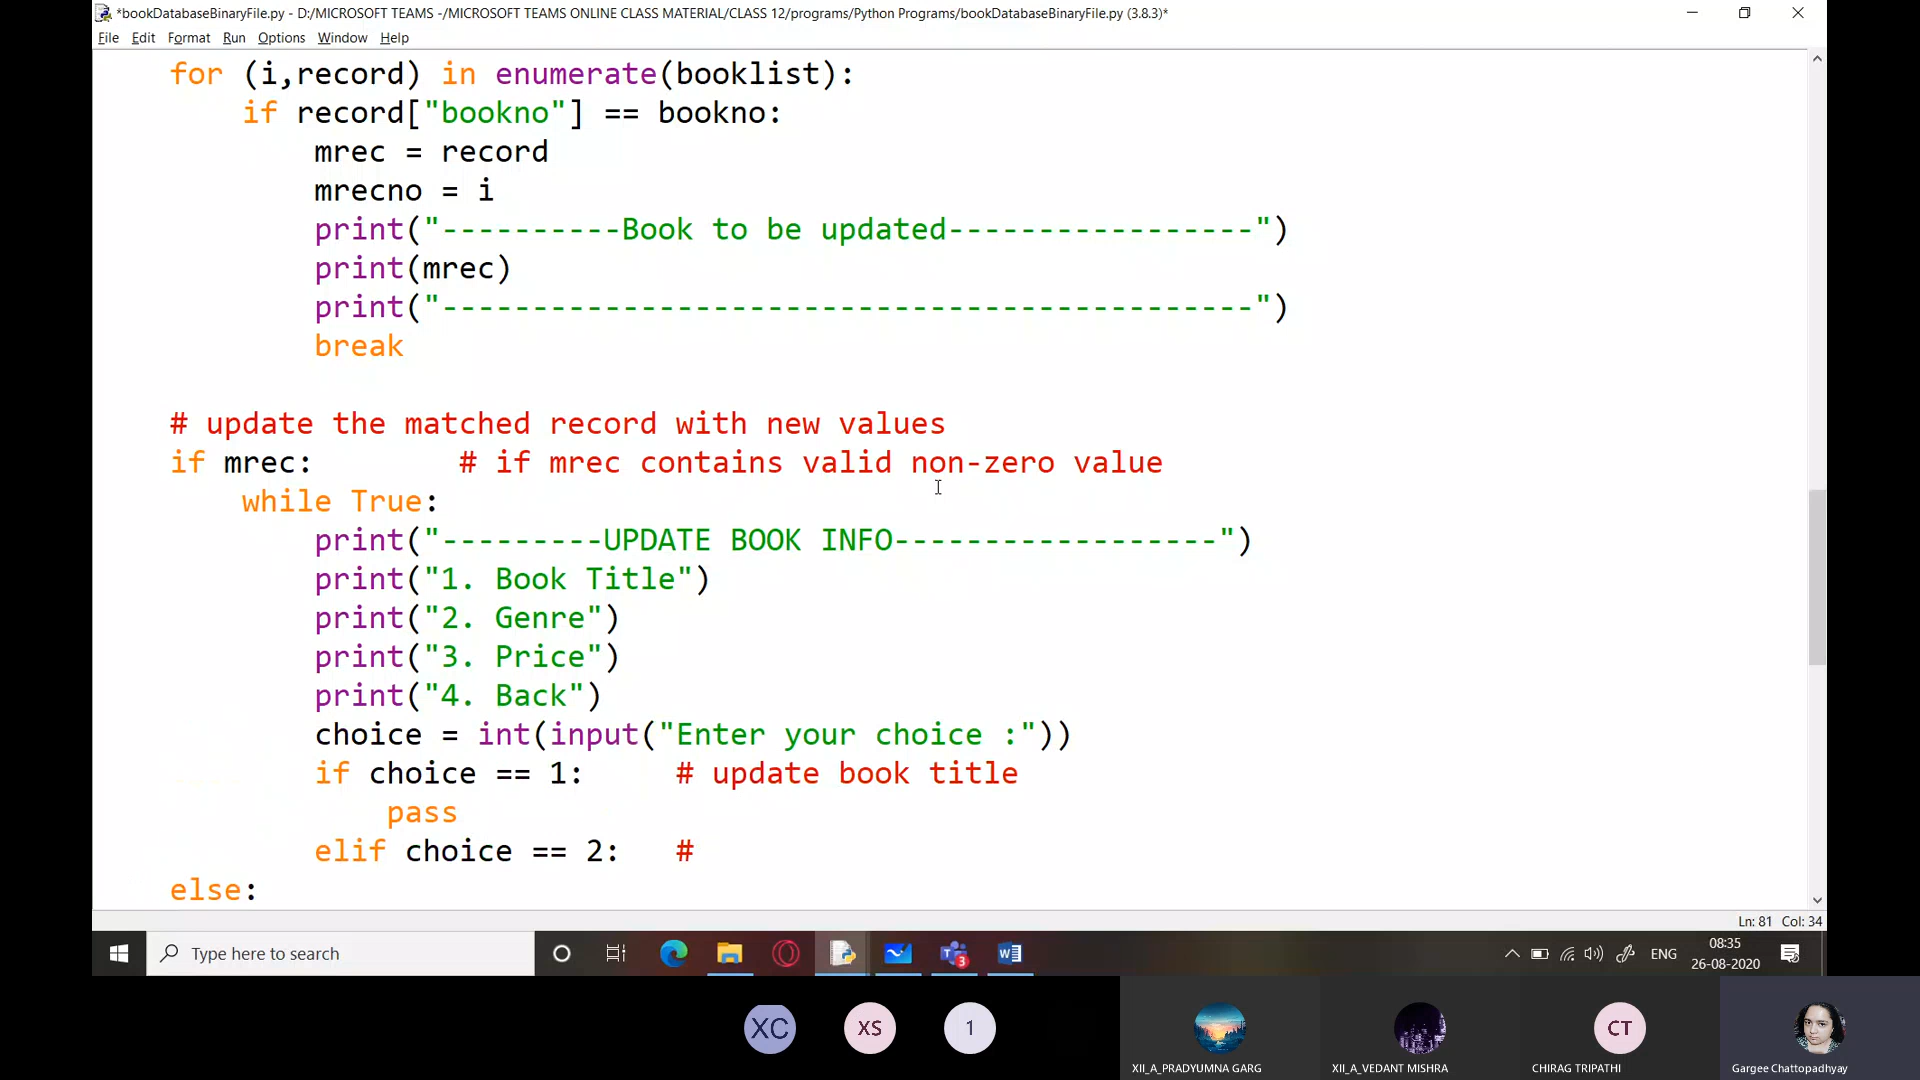 *bookDatabaseBinaryFile.py - D:/MICROSOFT TEAMS -/MICROSOFT TEAMS ONLINE CLASS MATERIAL/CLASS 12/programs/Python Programs/bookDatabaseBinaryFile.py (3.8.3)*
File Edit Format Run Options Window Help
for (i,record) in enumerate(booklist):
if record["bookno"] == bookno:
mrec = record
mrecno = i
print("----------Book to be updated-----------------")
print(mrec)
print("---------------------------------------------")
break
# update the matched record with new values
if mrec: # if mrec contains valid non-zero value
while True:
print("---------UPDATE BOOK INFO------------------")
print("1. Book Title")
print("2. Genre")
print("3. Price")
print("4. Back")
choice = int(input("Enter your choice :"))
if choice == 1: # update book title
pass
elif choice == 2: #
else:
Ln: 81 Col: 34
Type here to search
3
ENG
08:35
26-08-2020
XC
XS
1
CT
XII_A_PRADYUMNA GARG
XII_A_VEDANT MISHRA
CHIRAG TRIPATHI
Gargee Chattopadhyay